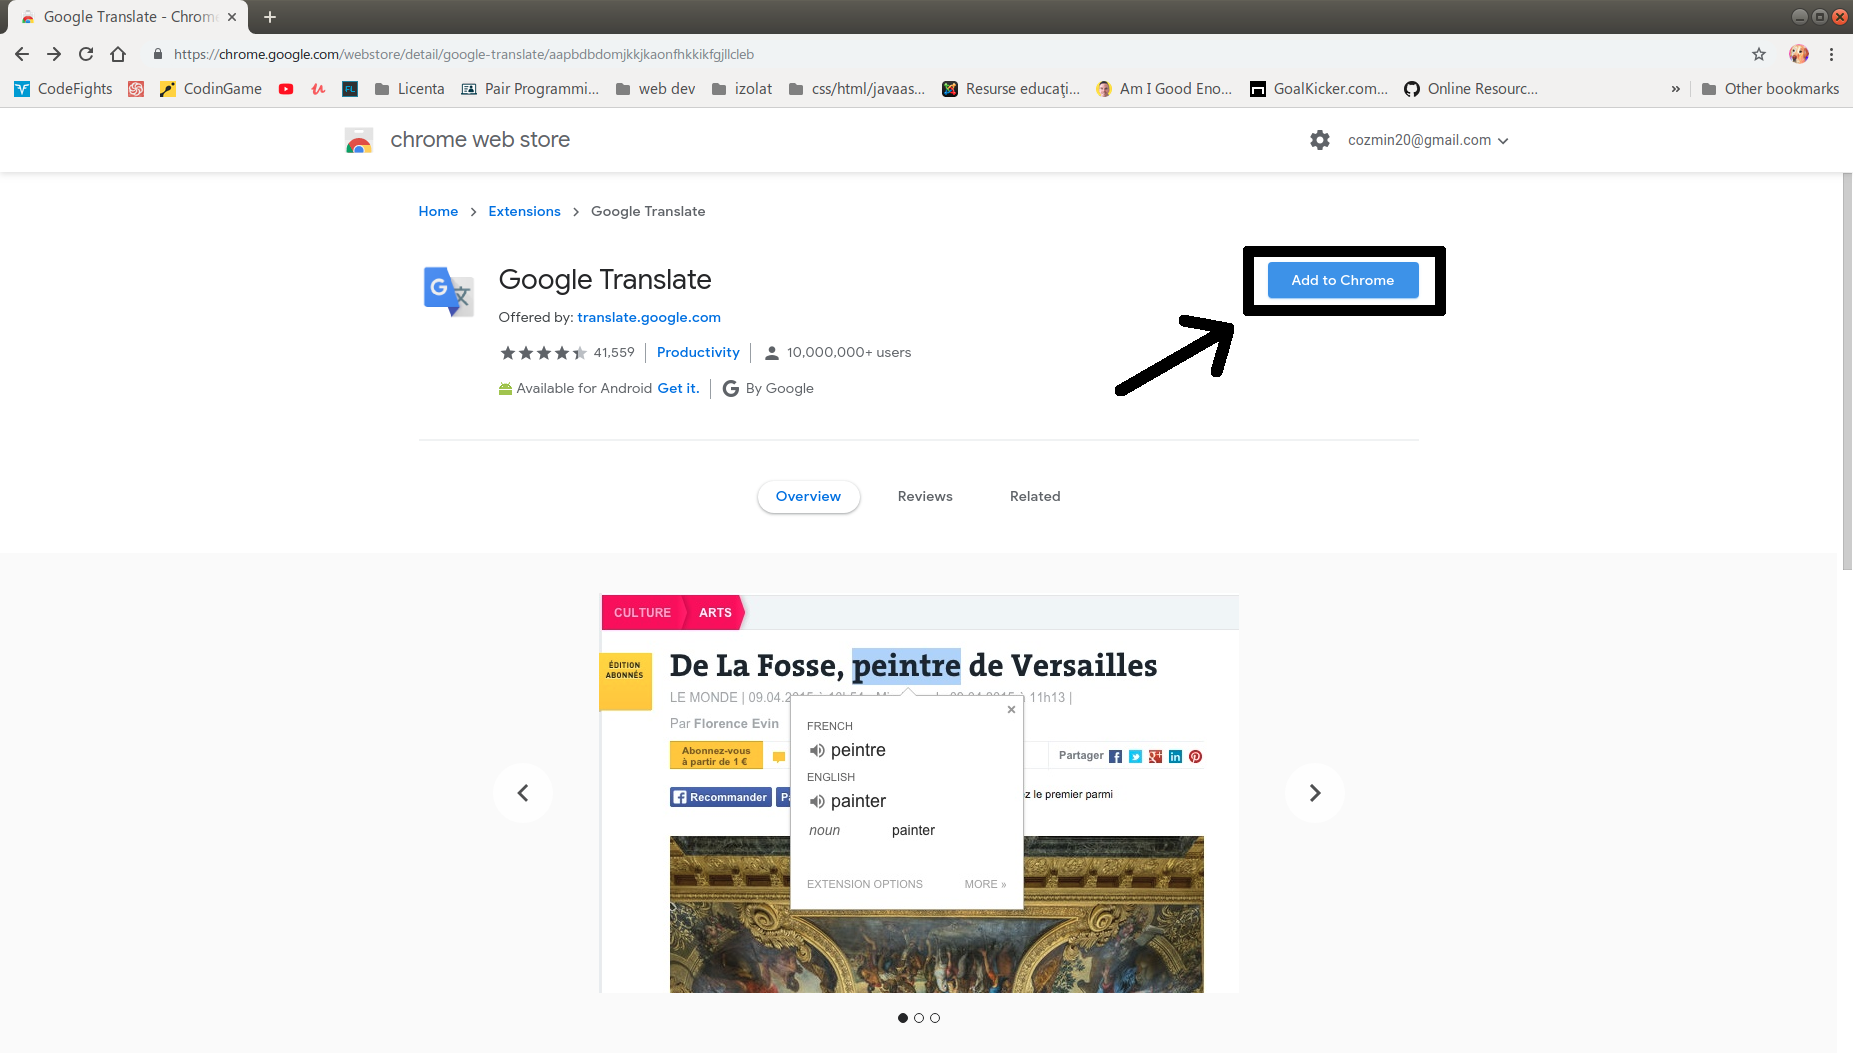 Google Translate - Chrom
https://chrome.google.com/webstore/detail/google-translate/aapbdbdomjkkjkaonfhkkikfgjllcleb
CodeFights CodinGame FL Licenta Pair Programmi... web dev izolat css/html/javaas... Resurse educaţi... Am I Good Eno... GoalKicker.com... Online Resourc... » Other bookmarks
chrome web store cozmin20@gmail.com
Home > Extensions > Google Translate
Google Translate
Add to Chrome
Offered by: translate.google.com
41,559 Productivity 10,000,000+ users
Available for Android Get it. By Google
Overview Reviews Related
CULTURE ARTS
ÉDITION
ABONNÉS
De La Fosse, peintre de Versailles
LE MONDE | 09.04.2015 à 11h13 |
Par Florence Evin
Abonnez-vous
à partir de 1 €
Partager
Recommander
z le premier parmi
FRENCH
peintre
ENGLISH
painter
noun painter
EXTENSION OPTIONS MORE »